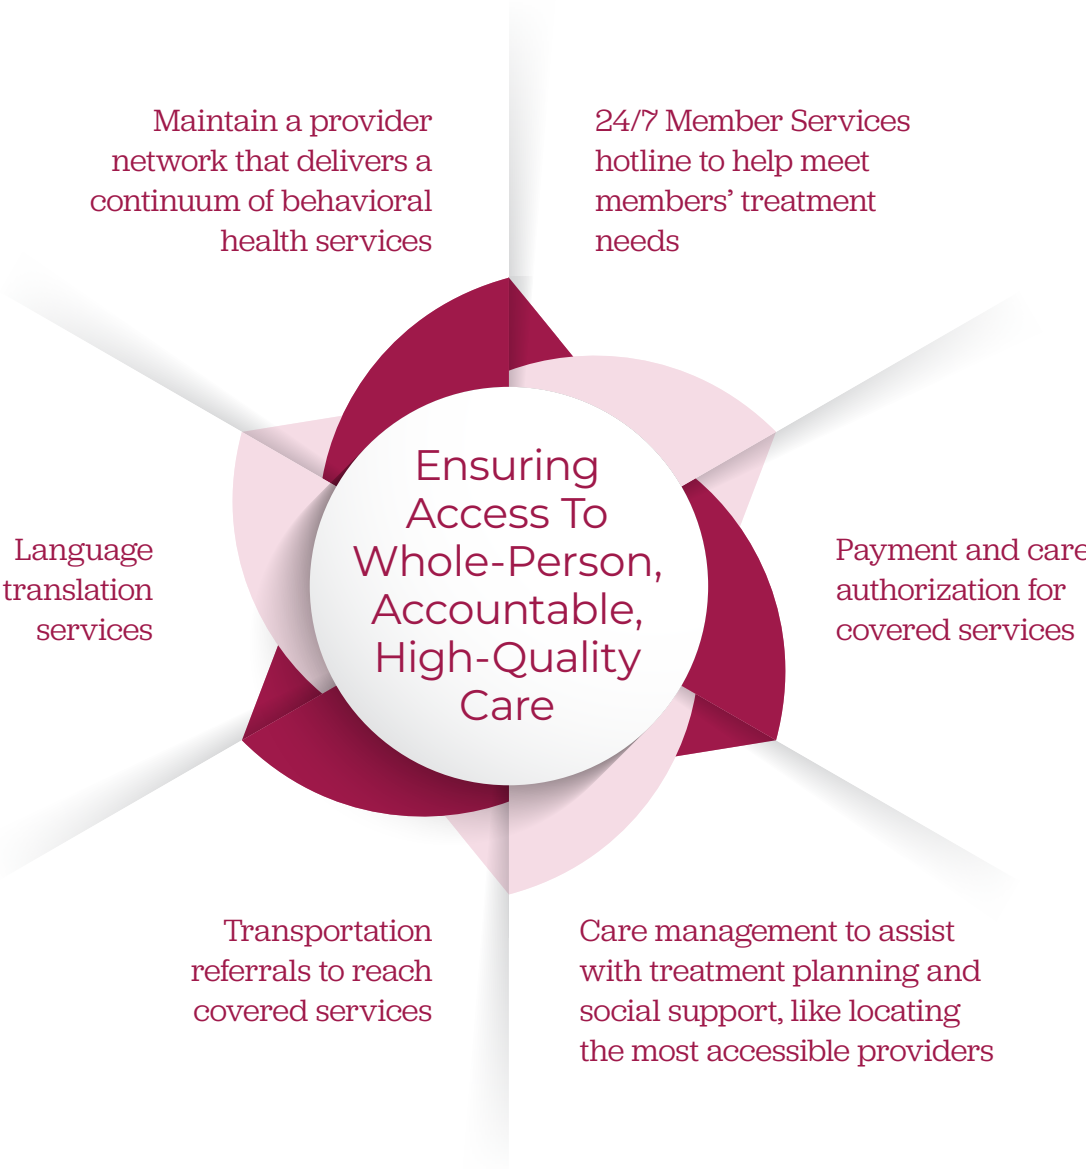 Maintain a provider
network that delivers a
continuum of behavioral
health services
24/7 Member Services
hotline to help meet
members’ treatment
needs
Ensuring
Access To
Whole-Person,
Accountable,
High-Quality
Care
Language
translation
services
Payment and care
authorization for
covered services
Transportation
referrals to reach
covered services
Care management to assist
with treatment planning and
social support, like locating
the most accessible providers